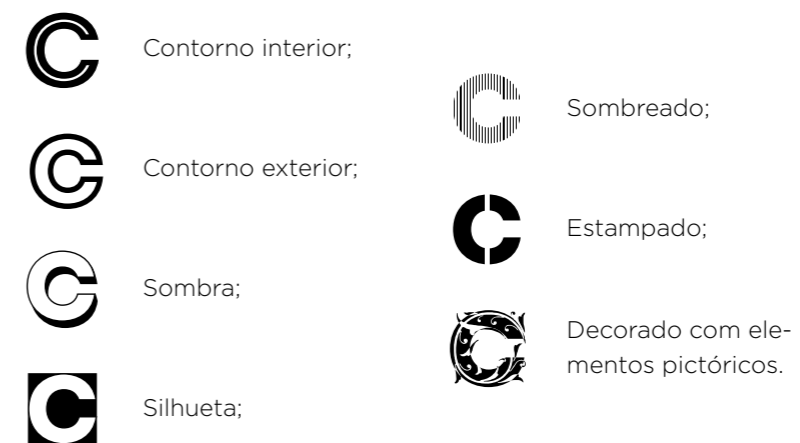 C Contorno interior;
C Contorno exterior;
C Sombra;
C Silhueta;
C Sombreado;
C Estampado;
C Decorado com ele-
mentos pictóricos.